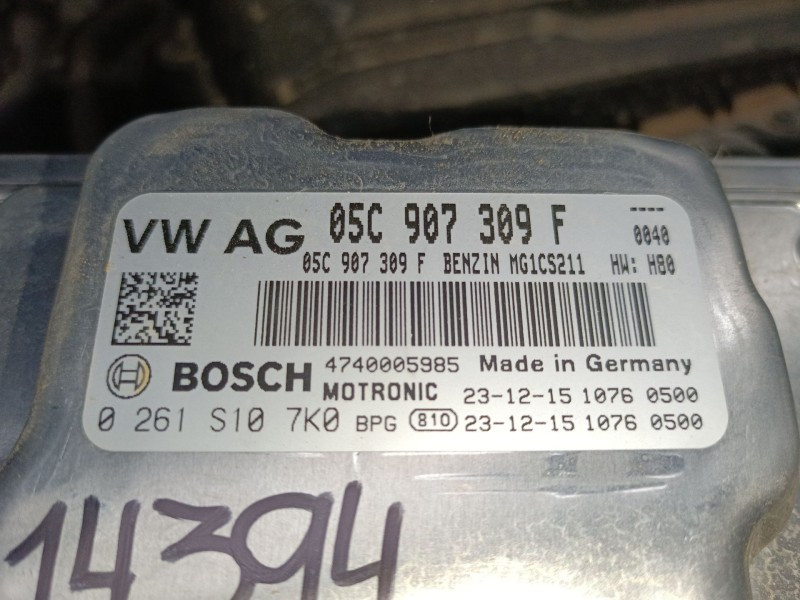 VW AG 05C 907 309 F ----
0040
05C 907 309 F BENZIN MG1CS211 HW: H80
BOSCH 4740005985 Made in Germany
MOTRONIC 23-12-15 1076 0500
0 261 S10 7K0 BPG 810 23-12-15 1076 0500
14394